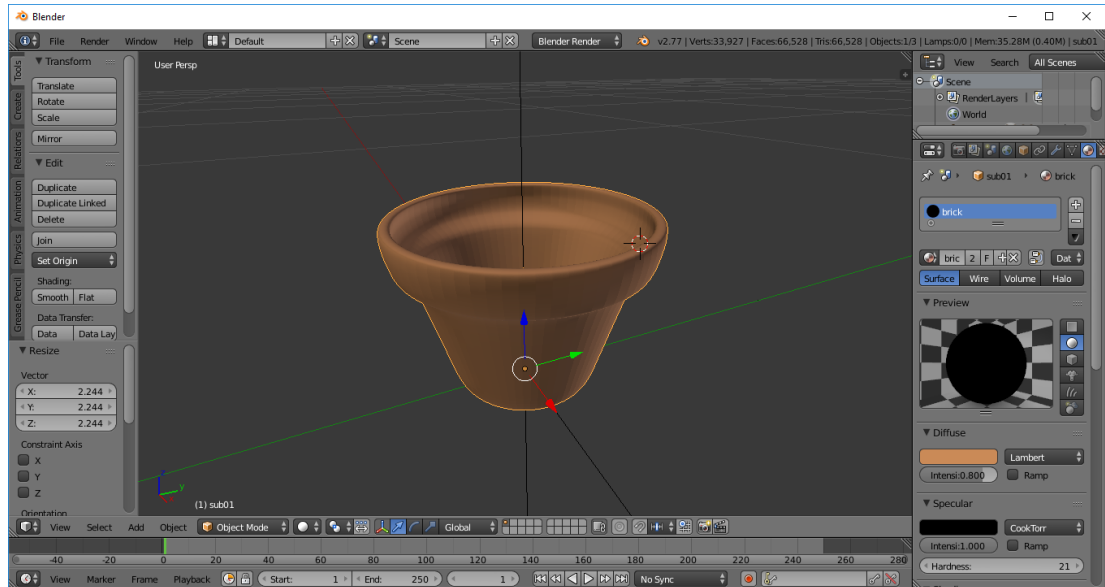 Blender
File Render Window Help Default Scene Blender Render v2.77 | Verts:33,927 | Faces:66,528 | Tris:66,528 | Objects:1/3 | Lamps:0/0 | Mem:35.28M (0.40M) | sub01
Tools
Create
Relations
Animation
Physics
Grease Pencil
Transform
Translate
Rotate
Scale
Mirror
Edit
Duplicate
Duplicate Linked
Delete
Join
Set Origin
Shading:
Smooth Flat
Data Transfer:
Data Data Lay
Resize
Vector
X: 2.244
Y: 2.244
Z: 2.244
Constraint Axis
X
Y
Z
Orientation
User Persp
z
y
(1) sub01
View Select Add Object Object Mode Global
-40 -20 0 20 40 60 80 100 120 140 160 180 200 220 240 260 280
View Marker Frame Playback Start: 1 End: 250 1 No Sync
View Search All Scenes
Scene
RenderLayers |
World
sub01 brick
brick
bric 2 F Dat
Surface Wire Volume Halo
Preview
Diffuse
Lambert
Intensi:0.800 Ramp
Specular
CookTorr
Intensi:1.000 Ramp
Hardness: 21